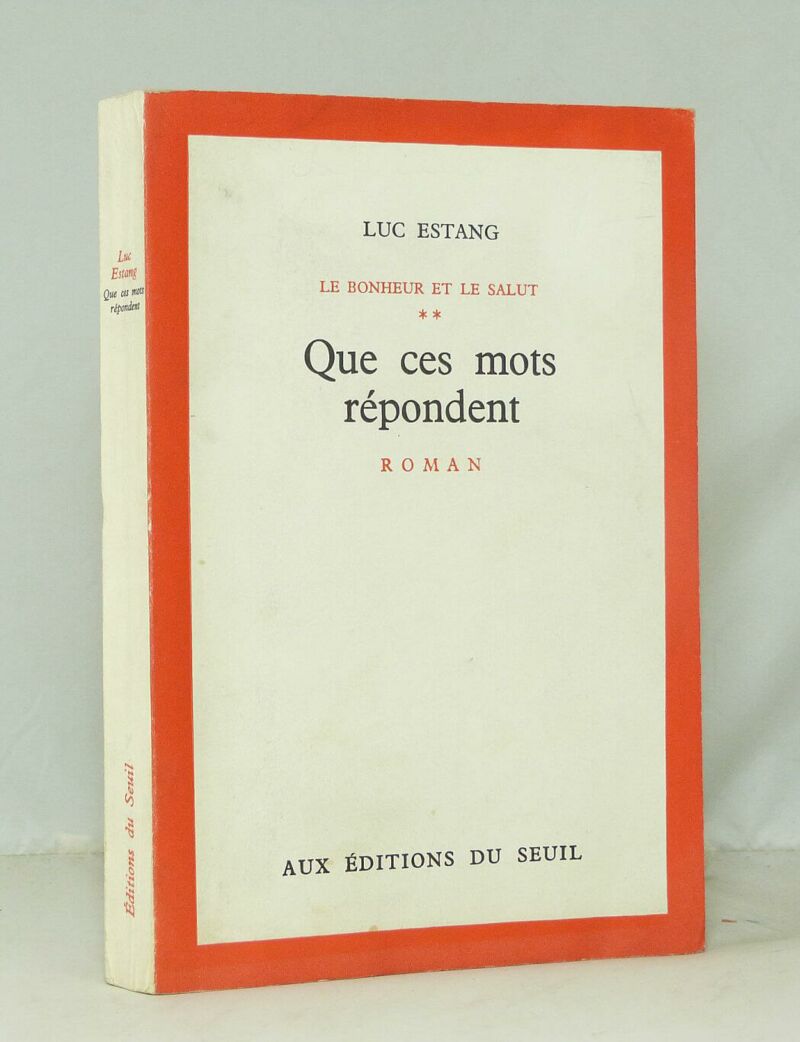 LUC ESTANG
LE BONHEUR ET LE SALUT
**
Que ces mots
répondent
ROMAN
AUX ÉDITIONS DU SEUIL
Luc
Estang
Que ces mots
répondent
Éditions du Seuil